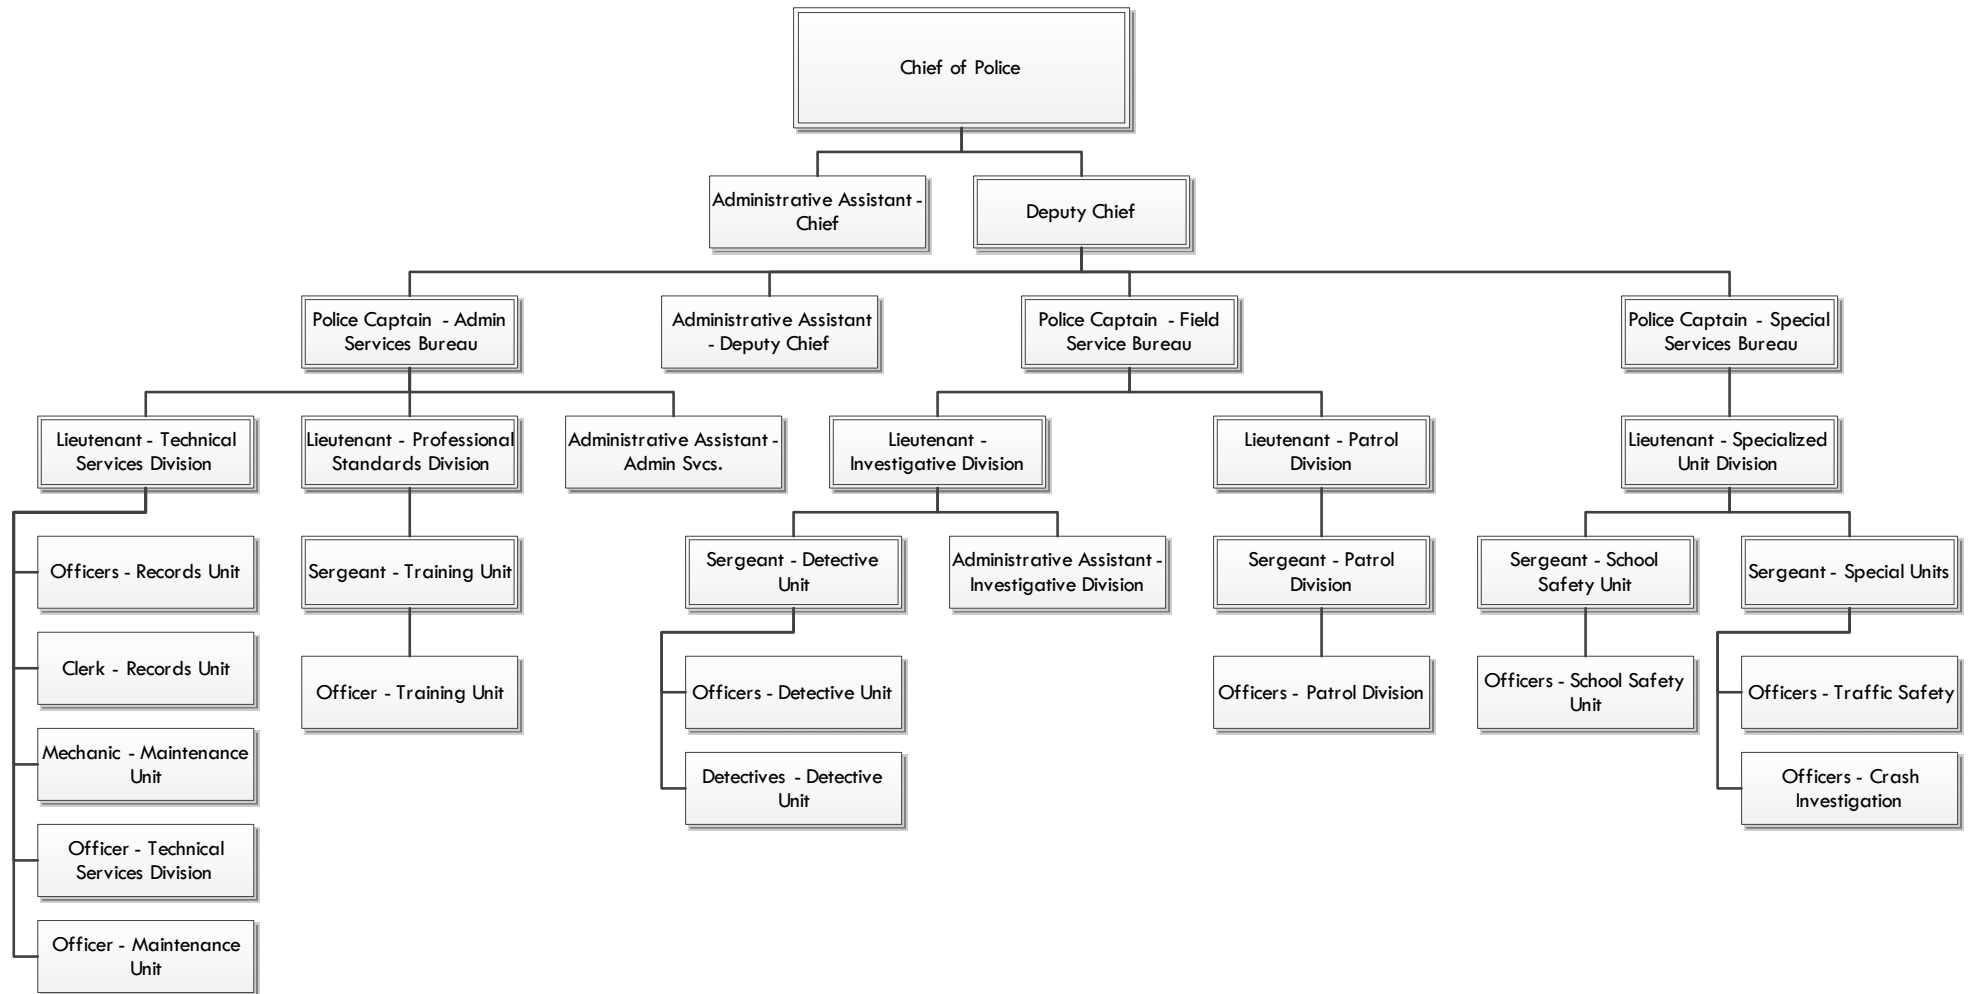 Chief of Police
Administrative Assistant -
Chief
Deputy Chief
Police Captain - Admin
Services Bureau
Administrative Assistant
- Deputy Chief
Police Captain - Field
Service Bureau
Police Captain - Special
Services Bureau
Lieutenant - Technical
Services Division
Lieutenant - Professional
Standards Division
Administrative Assistant -
Admin Svcs.
Lieutenant -
Investigative Division
Lieutenant - Patrol
Division
Lieutenant - Specialized
Unit Division
Officers - Records Unit
Sergeant - Training Unit
Sergeant - Detective
Unit
Administrative Assistant -
Investigative Division
Sergeant - Patrol
Division
Sergeant - School
Safety Unit
Sergeant - Special Units
Clerk - Records Unit
Officer - Training Unit
Officers - Detective Unit
Officers - Patrol Division
Officers - School Safety
Unit
Officers - Traffic Safety
Mechanic - Maintenance
Unit
Detectives - Detective
Unit
Officers - Crash
Investigation
Officer - Technical
Services Division
Officer - Maintenance
Unit